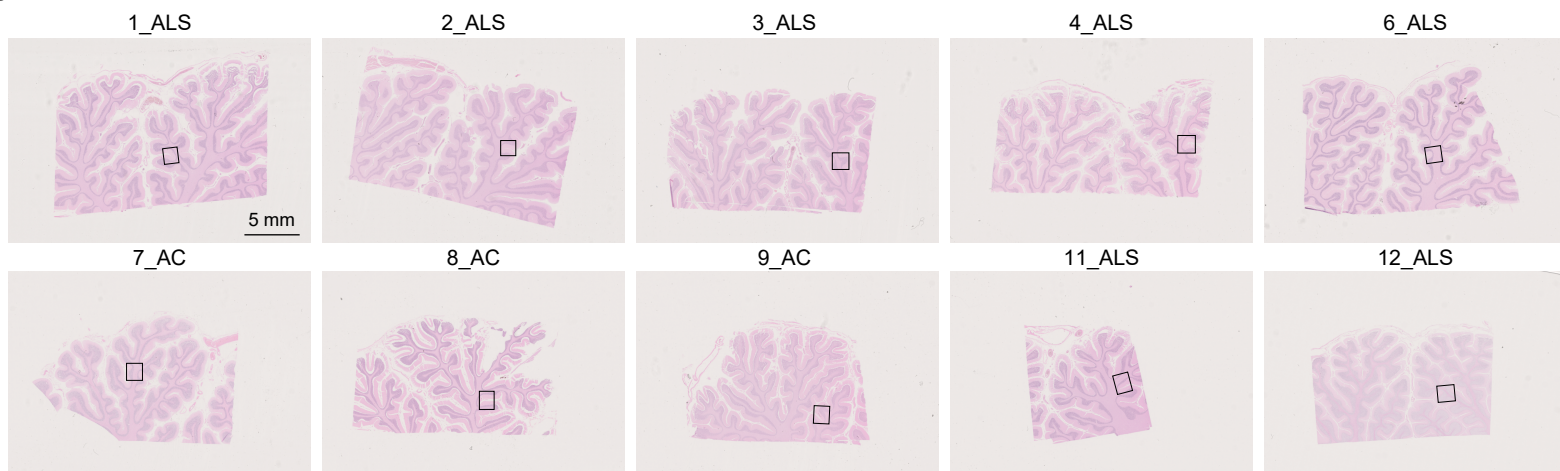 1_ALS
2_ALS
3_ALS
4_ALS
6_ALS
5 mm
7_AC
8_AC
9_AC
11_ALS
12_ALS